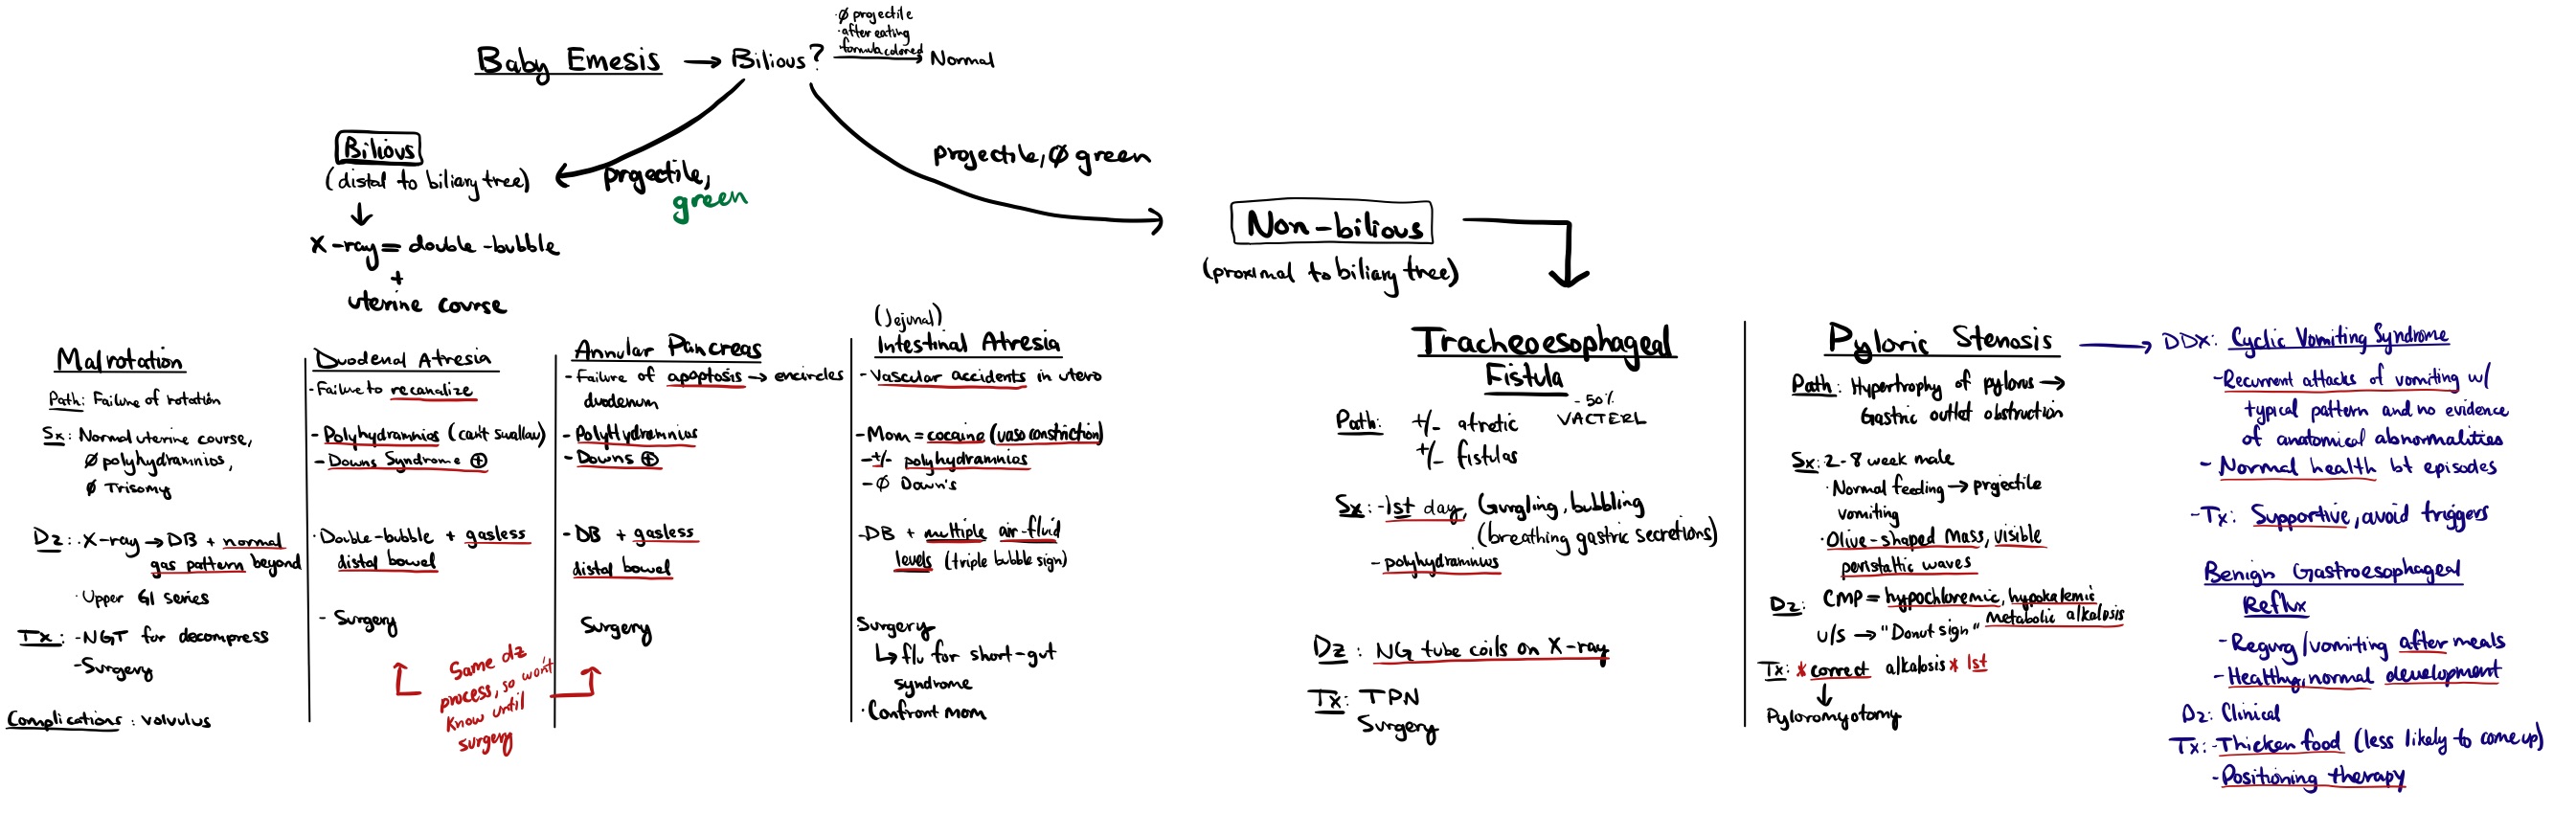 Baby Emesis → Bilious?
·Ø projectile
·after eating
formula colored
→ Normal
Bilious
(distal to biliary tree)
projectile,
green
↓
X-ray = double-bubble
+
uterine course
projectile, Ø green
Non-bilious
(proximal to biliary tree)
Malrotation
Path: Failure of rotation
Sx: Normal uterine course,
Ø polyhydramnios,
Ø Trisomy
Dz: ·X-ray → DB + normal
gas pattern beyond
·Upper GI series
Tx: -NGT for decompress
-Surgery
Complications: volvulus
Duodenal Atresia
-Failure to recanalize
-Polyhydramnios (can't swallow)
-Downs Syndrome ⊕
·Double-bubble + gasless
distal bowel
- Surgery
Same dz
process, so won't
Know until
surgery
Annular Pancreas
-Failure of apoptosis → encircles
duodenum
-PolyHydramnios
-Downs ⊕
-DB + gasless
distal bowel
Surgery
(Jejunal)
Intestinal Atresia
-Vascular accidents in utero
-Mom = cocaine (vasoconstriction)
-+/- polyhydramnios
-Ø Down's
-DB + multiple air-fluid
levels (triple bubble sign)
Surgery
↳ f/u for short-gut
syndrome
·Confront mom
Tracheoesophageal
Fistula
- 50%
VACTERL
Path: +/- atretic
+/- fistulas
Sx: -1st day, Gurgling, bubbling
(breathing gastric secretions)
- polyhydramnios
Dz: NG tube coils on X-ray
Tx: TPN
Surgery
Pyloric Stenosis
Path: Hypertrophy of pylorus →
Gastric outlet obstruction
Sx: 2-8 week male
·Normal feeding → projectile
vomiting
·Olive-shaped Mass, visible
peristaltic waves
Dz: CMP = hypochloremic, hypokalemic
Metabolic alkalosis
u/s → "Donut sign"
Tx: *correct alkalosis* 1st
↓
Pyloromyotomy
→ DDX: Cyclic Vomiting Syndrome
-Recurrent attacks of vomiting w/
typical pattern and no evidence
of anatomical abnormalities
- Normal health bt episodes
-Tx: Supportive, avoid triggers
Benign Gastroesophageal
Reflux
-Regurg/vomiting after meals
-Healthy, normal development
Dz: Clinical
Tx: -Thicken food (less likely to come up)
-Positioning therapy